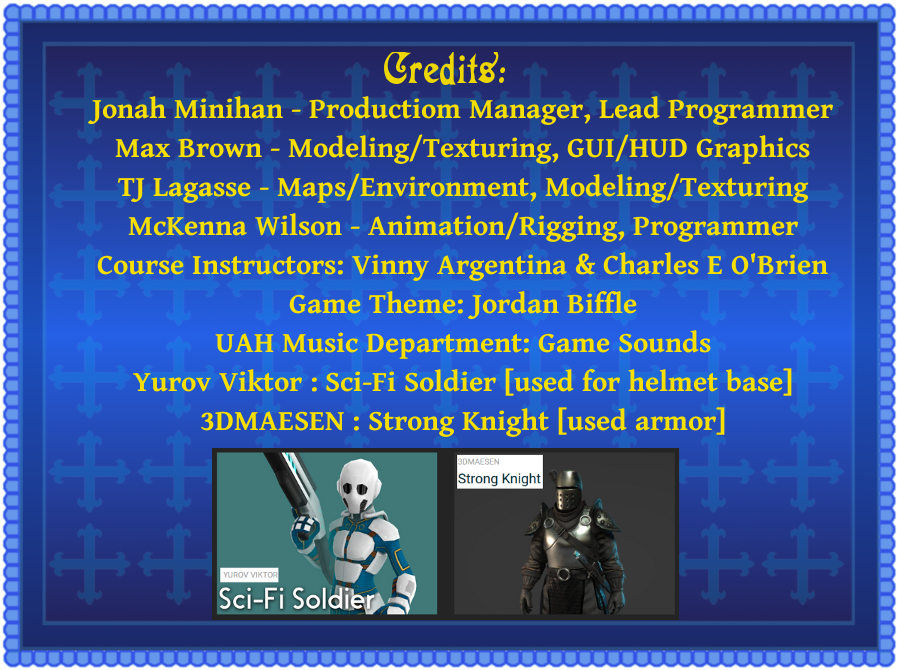 Credits:
Jonah Minihan - Productiom Manager, Lead Programmer
Max Brown - Modeling/Texturing, GUI/HUD Graphics
TJ Lagasse - Maps/Environment, Modeling/Texturing
McKenna Wilson - Animation/Rigging, Programmer
Course Instructors: Vinny Argentina & Charles E O'Brien
Game Theme: Jordan Biffle
UAH Music Department: Game Sounds
Yurov Viktor : Sci-Fi Soldier [used for helmet base]
3DMAESEN : Strong Knight [used armor]
YUROV VIKTOR
Sci-Fi Soldier
3DMAESEN
Strong Knight